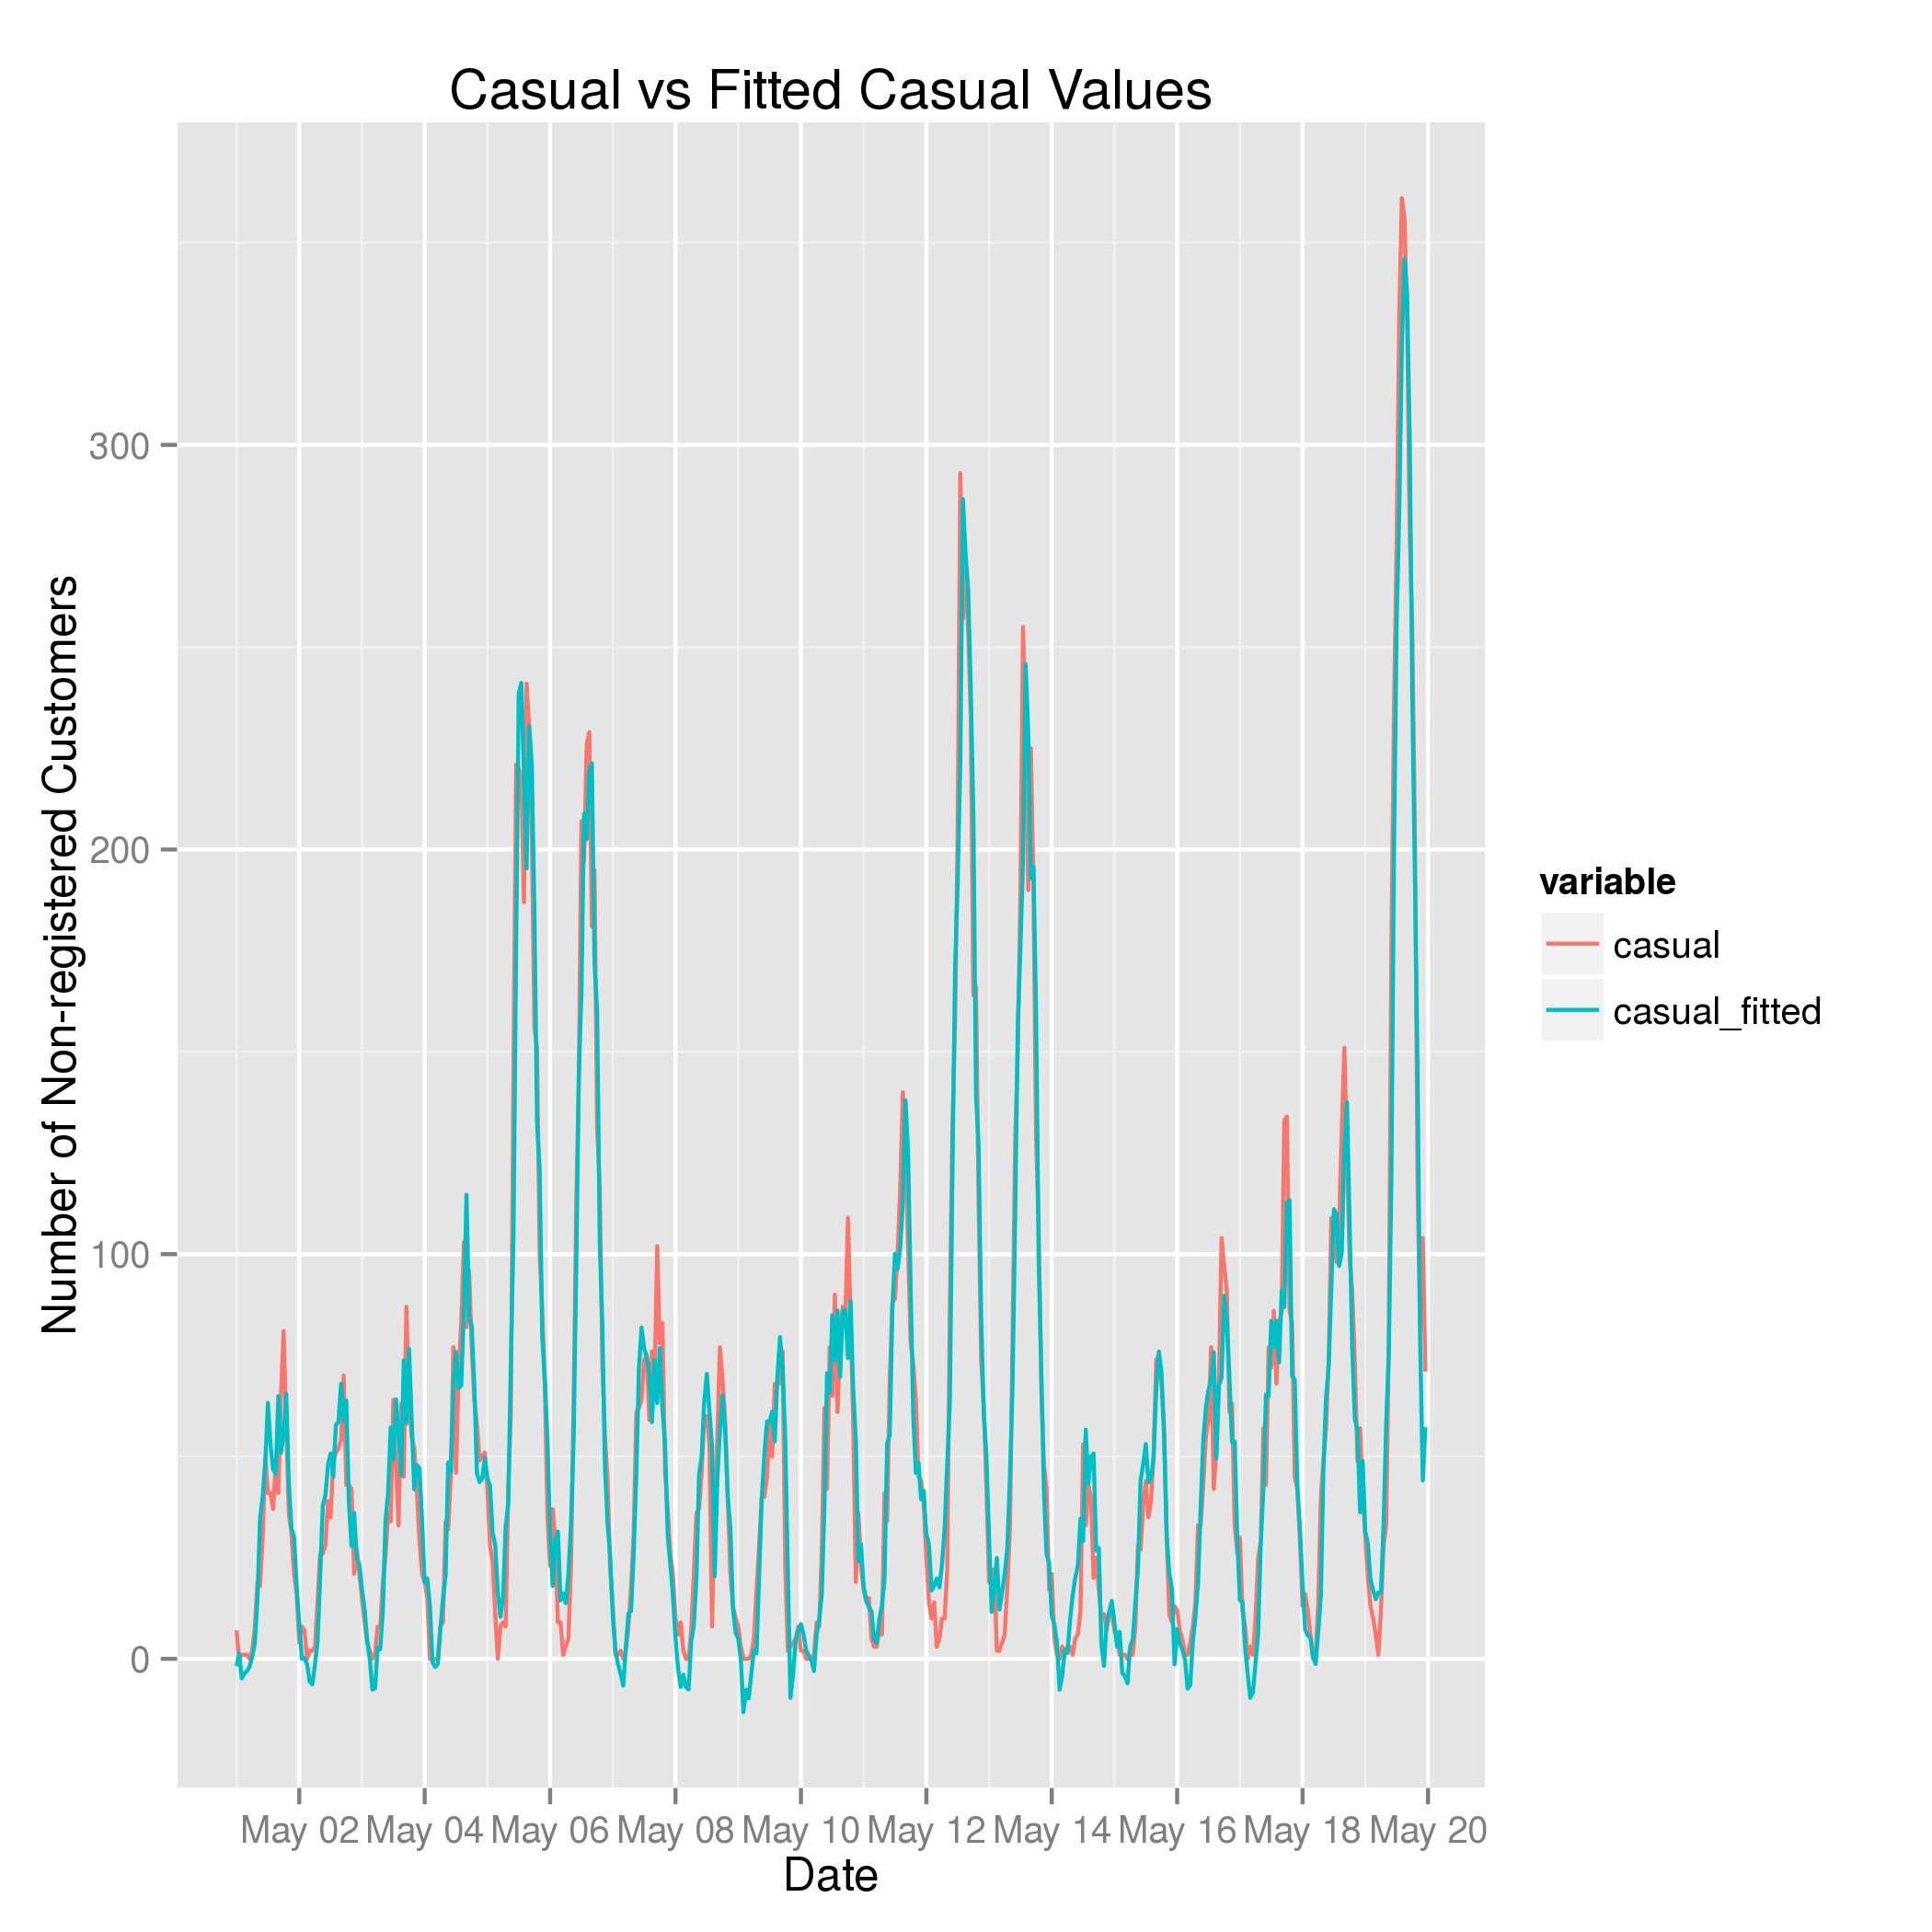 Casual vs Fitted Casual Values
Number of Non-registered Customers
300
200
100
0
variable
casual
casual_fitted
May 02 May 04 May 06 May 08 May 10 May 12 May 14 May 16 May 18 May 20
Date